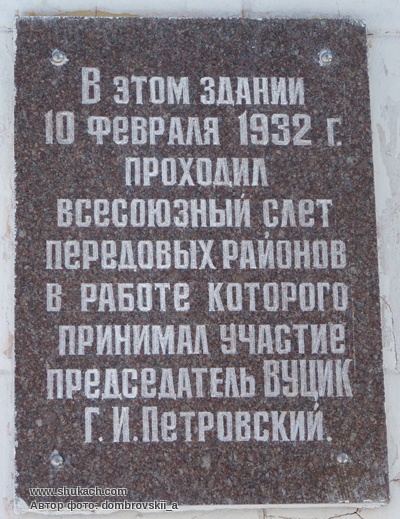 В этом здании
10 февраля 1932 г.
проходил
всесоюзный слет
передовых районов
в работе которого
принимал участие
председатель ВУЦИК
Г. И. Петровский.
www.shukach.com
Автор фото: dombrovskii_a